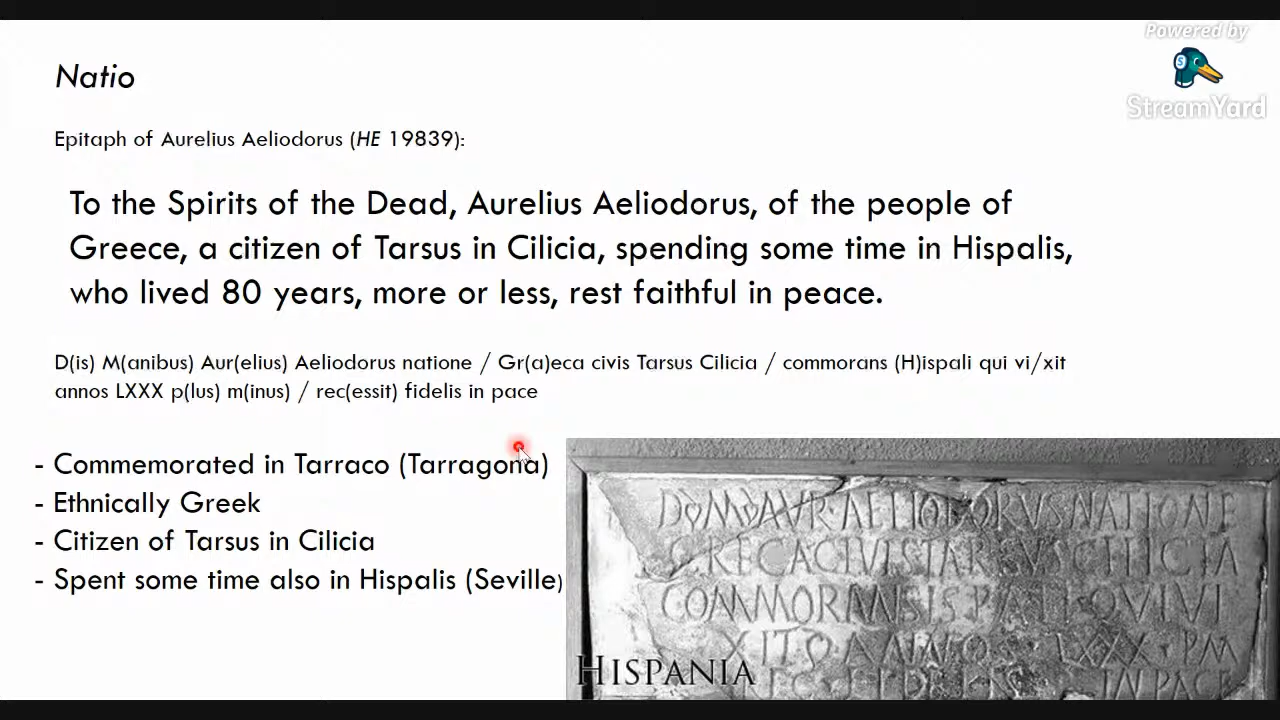 Powered by
StreamYard
Natio
Epitaph of Aurelius Aeliodorus (HE 19839):
To the Spirits of the Dead, Aurelius Aeliodorus, of the people of
Greece, a citizen of Tarsus in Cilicia, spending some time in Hispalis,
who lived 80 years, more or less, rest faithful in peace.
D(is) M(anibus) Aur(elius) Aeliodorus natione / Gr(a)eca civis Tarsus Cilicia / commorans (H)ispali qui vi/xit
annos LXXX p(lus) m(inus) / rec(essit) fidelis in pace
- Commemorated in Tarraco (Tarragona)
- Ethnically Greek
- Citizen of Tarsus in Cilicia
- Spent some time also in Hispalis (Seville)
D M AVR·AELIODORVS NATIONE
GRECA CIVIS TARSVS CILICIA
COMMORANS ISPALI QVI VI
XIT ANNOS LXXX·PM
IN PACE
HISPANIA